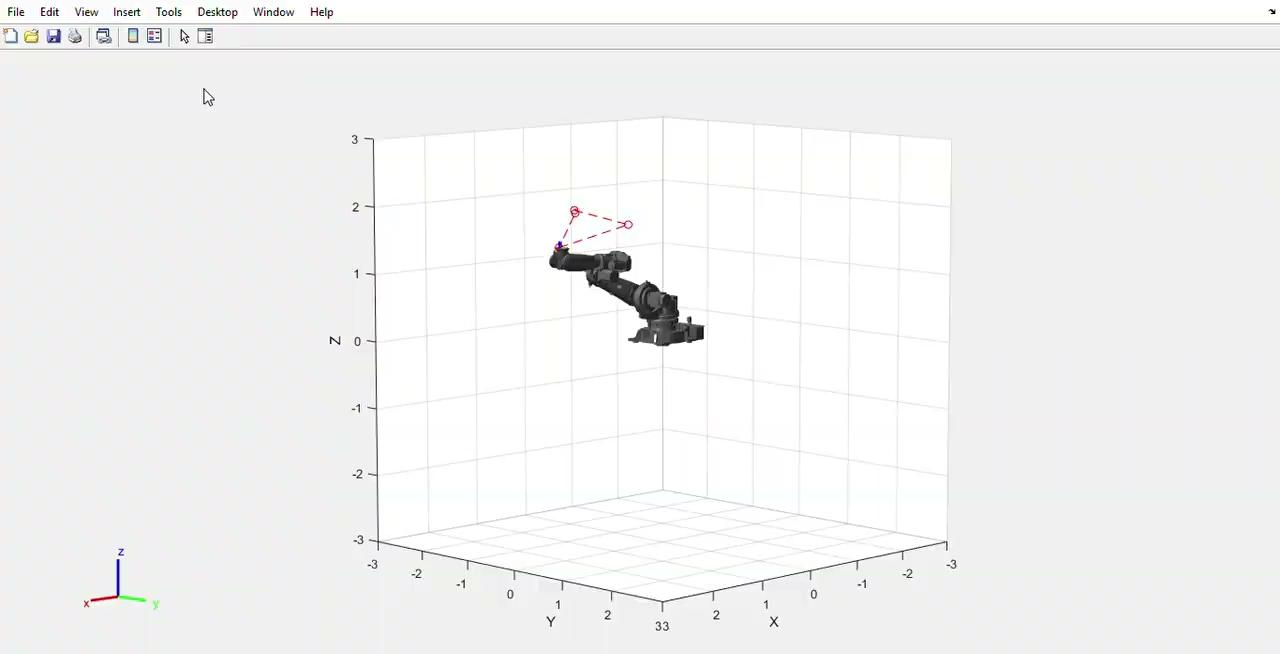 File Edit View Insert Tools Desktop Window Help
3
2
1
Z 0
-1
-2
-3
-3 -2 -1 0 1 2 33 2 1 0 -1 -2 -3
Y X
z
x y